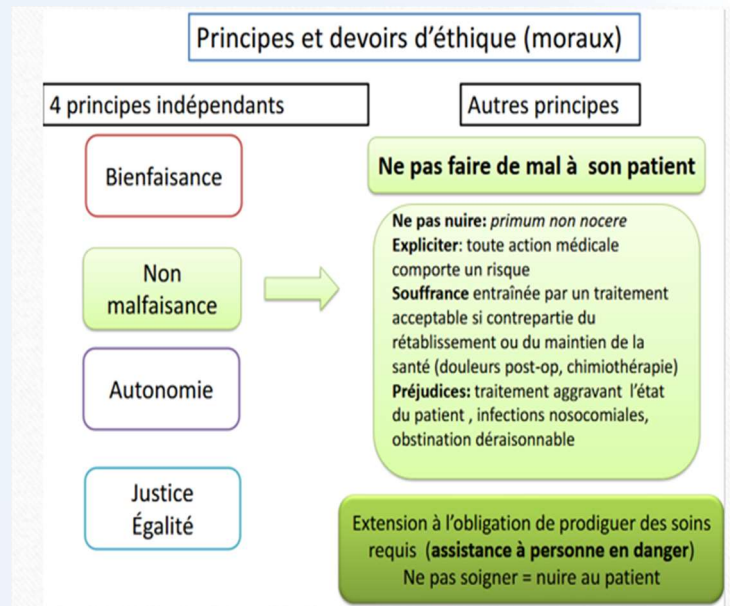 Principes et devoirs d'éthique (moraux)
4 principes indépendants
Autres principes
Bienfaisance
Non
malfaisance
Autonomie
Justice
Égalité
Ne pas faire de mal à son patient
Ne pas nuire: primum non nocere
Expliciter: toute action médicale
comporte un risque
Souffrance entraînée par un traitement
acceptable si contrepartie du
rétablissement ou du maintien de la
santé (douleurs post-op, chimiothérapie)
Préjudices: traitement aggravant l'état
du patient , infections nosocomiales,
obstination déraisonnable
Extension à l'obligation de prodiguer des soins
requis (assistance à personne en danger)
Ne pas soigner = nuire au patient